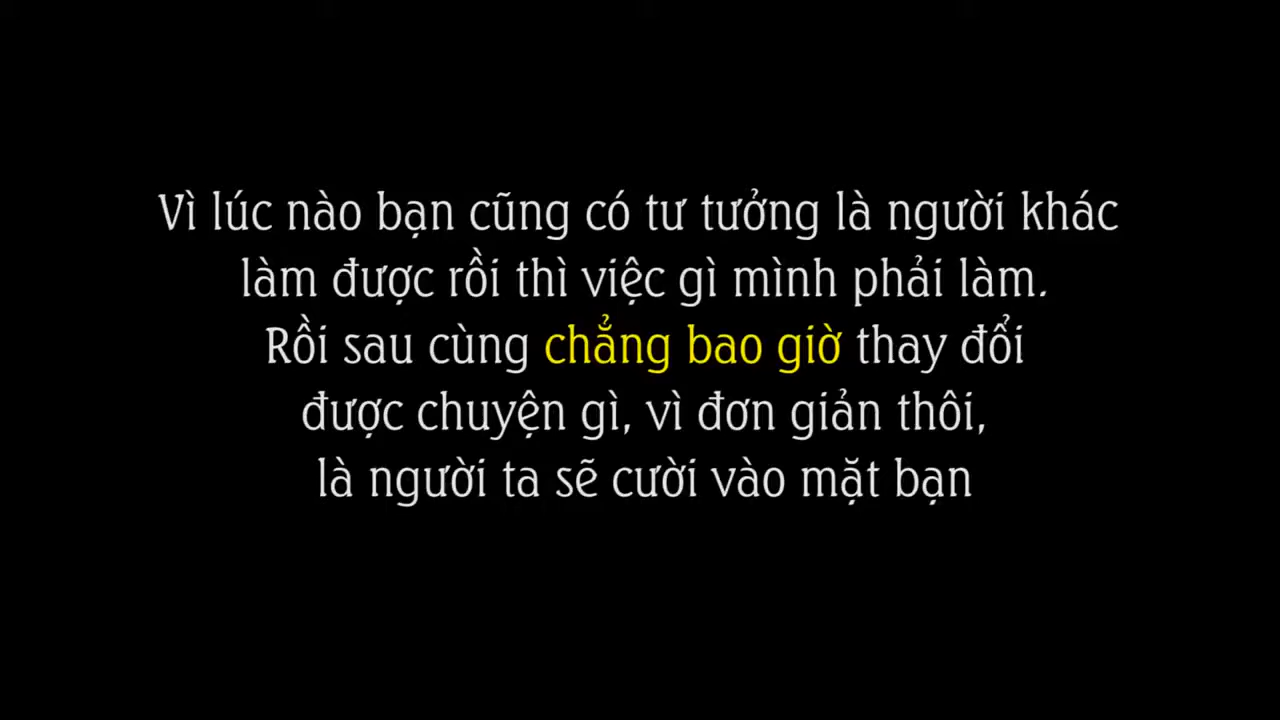 Vì lúc nào bạn cũng có tư tưởng là người khác
làm được rồi thì việc gì mình phải làm.
Rồi sau cùng chẳng bao giờ thay đổi
được chuyện gì, vì đơn giản thôi,
là người ta sẽ cười vào mặt bạn